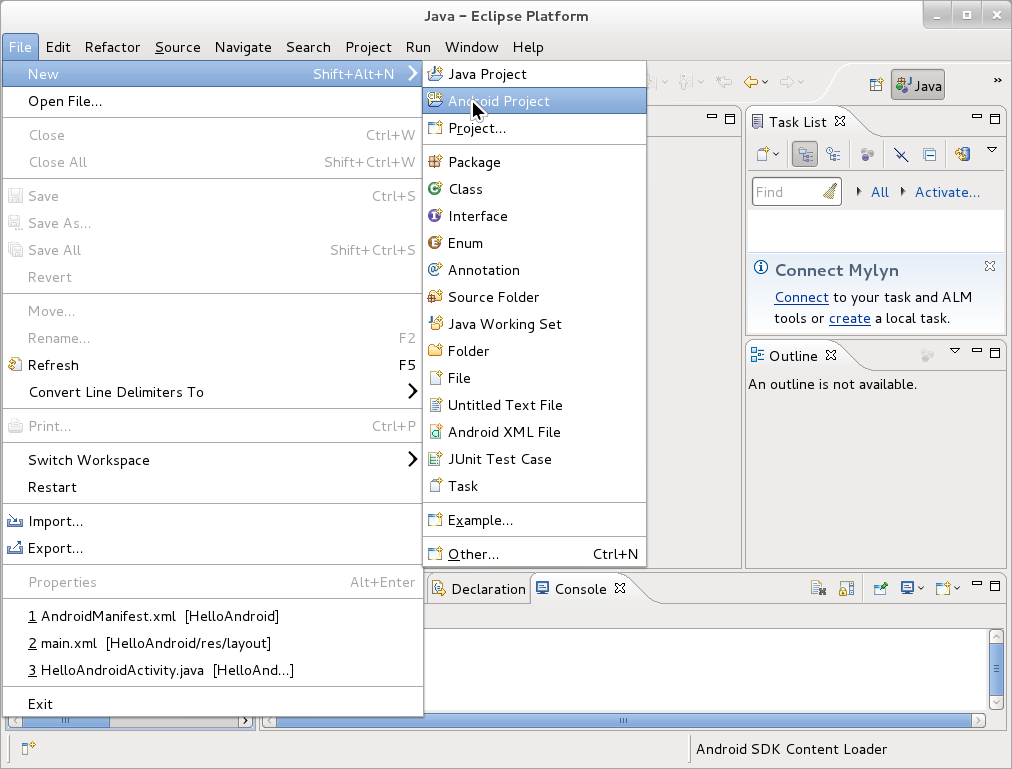 Java – Eclipse Platform
File Edit Refactor Source Navigate Search Project Run Window Help
New Shift+Alt+N
Open File...
Close Ctrl+W
Close All Shift+Ctrl+W
Save Ctrl+S
Save As...
Save All Shift+Ctrl+S
Revert
Move...
Rename... F2
Refresh F5
Convert Line Delimiters To
Print... Ctrl+P
Switch Workspace
Restart
Import...
Export...
Properties Alt+Enter
1 AndroidManifest.xml [HelloAndroid]
2 main.xml [HelloAndroid/res/layout]
3 HelloAndroidActivity.java [HelloAnd...]
Exit
Java Project
Android Project
Project...
Package
Class
Interface
Enum
Annotation
Source Folder
Java Working Set
Folder
File
Untitled Text File
Android XML File
JUnit Test Case
Task
Example...
Other... Ctrl+N
Java
Task List
Find All Activate...
Connect Mylyn
Connect to your task and ALM
tools or create a local task.
Outline
An outline is not available.
Declaration Console
Android SDK Content Loader